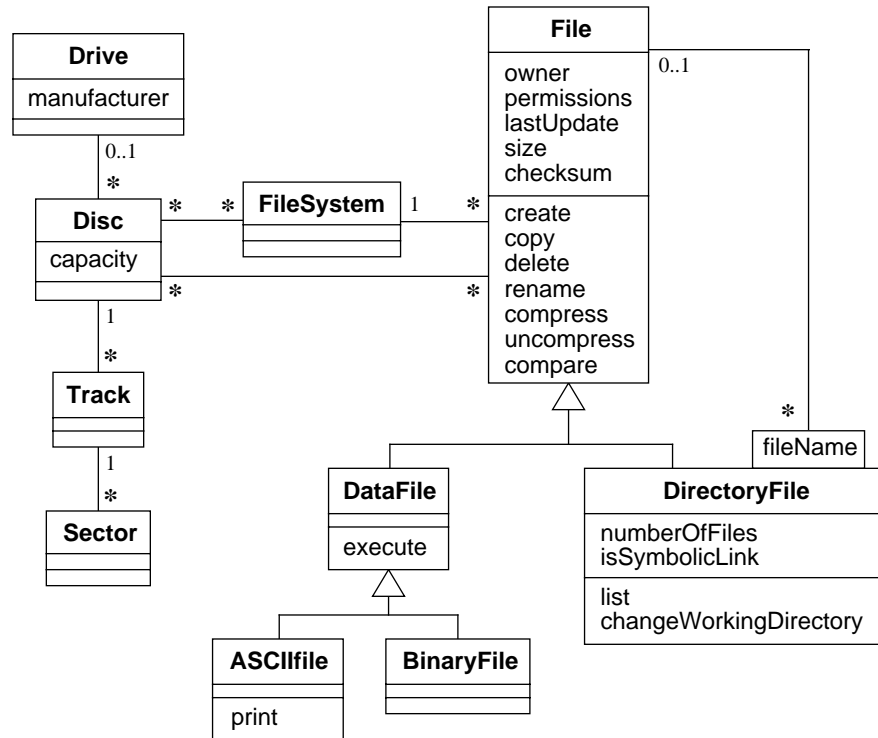 Drive
manufacturer
0..1
*
Disc
capacity
*
*
FileSystem
1
*
*
*
File
owner
permissions
lastUpdate
size
checksum
create
copy
delete
rename
compress
uncompress
compare
0..1
*
fileName
1
*
Track
1
*
Sector
DataFile
execute
DirectoryFile
numberOfFiles
isSymbolicLink
list
changeWorkingDirectory
ASCIIfile
print
BinaryFile